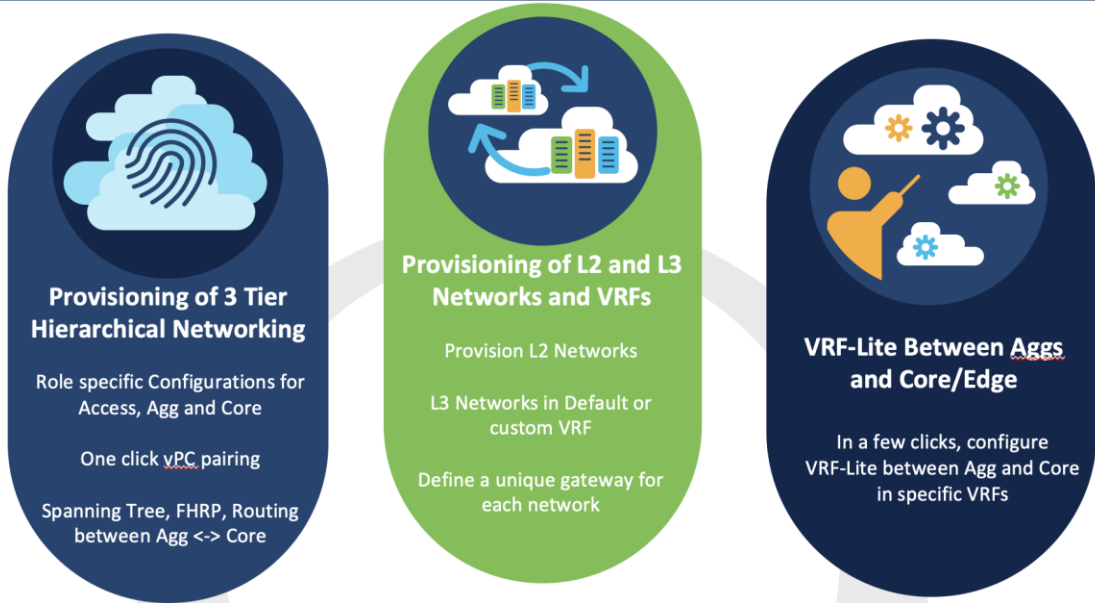 Provisioning of 3 Tier
Hierarchical Networking
Role specific Configurations for
Access, Agg and Core
One click vPC pairing
Spanning Tree, FHRP, Routing
between Agg <-> Core
Provisioning of L2 and L3
Networks and VRFs
Provision L2 Networks
L3 Networks in Default or
custom VRF
Define a unique gateway for
each network
VRF-Lite Between Aggs
and Core/Edge
In a few clicks, configure
VRF-Lite between Agg and Core
in specific VRFs